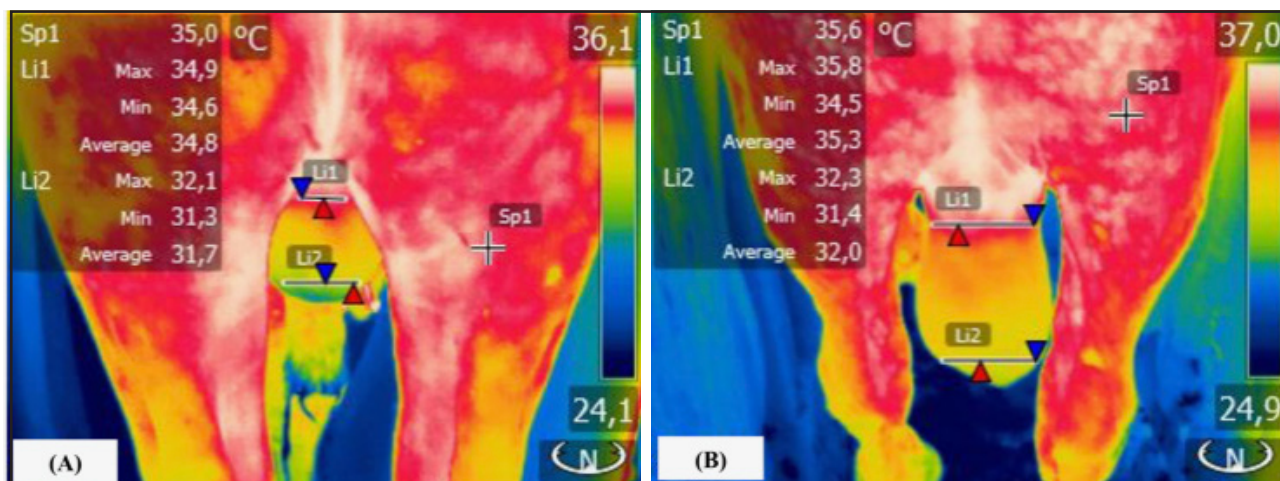 Sp1 35,0 °C 36,1
Li1 Max 34,9
Min 34,6
Average 34,8
Li2 Max 32,1
Min 31,3
Average 31,7
Li1
Sp1
Li2
24,1
(A)
N
Sp1 35,6 °C 37,0
Li1 Max 35,8
Min 34,5
Average 35,3
Li2 Max 32,3
Min 31,4
Average 32,0
Sp1
Li1
Li2
24,9
(B)
N